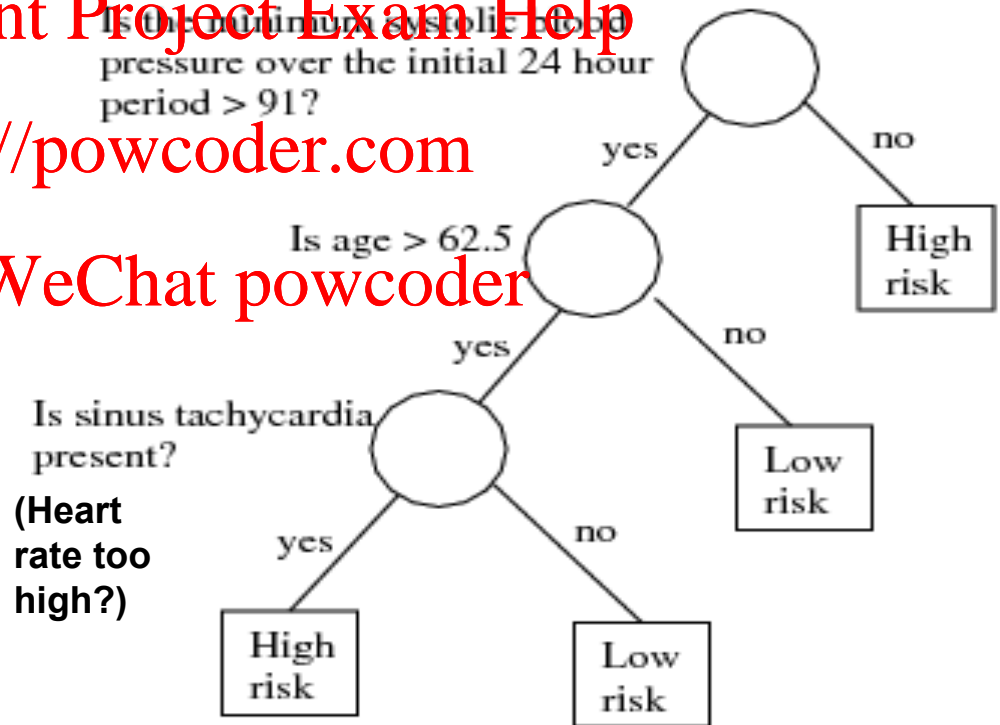 nt Project Exam Help
Is the minimum systolic blood
pressure over the initial 24 hour
period > 91?
//powcoder.com
yes
no
High
risk
Is age > 62.5
WeChat powcoder
yes
no
Low
risk
Is sinus tachycardia
present?
(Heart
rate too
high?)
yes
no
High
risk
Low
risk